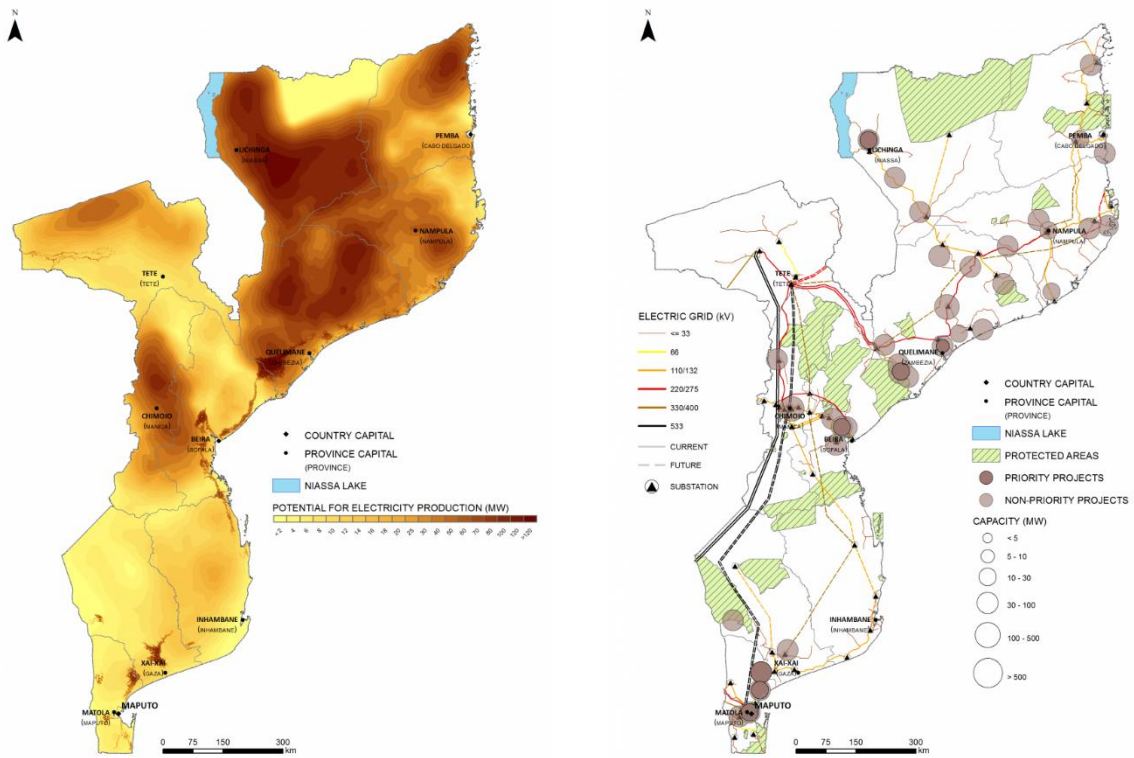 N
LICHINGA
(NIASSA)
PEMBA
(CABO DELGADO)
NAMPULA
(NAMPULA)
TETE
(TETE)
QUELIMANE
(ZAMBEZIA)
CHIMOIO
(MANICA)
BEIRA
(SOFALA)
COUNTRY CAPITAL
PROVINCE CAPITAL
(PROVINCE)
NIASSA LAKE
POTENTIAL FOR ELECTRICITY PRODUCTION (MW)
INHAMBANE
(INHAMBANE)
XAI-XAI
(GAZA)
MAPUTO
MATOLA
(MAPUTO)
0 75 150 300
km
N
LICHINGA
(NIASSA)
PEMBA
(CABO DELGADO)
NAMPULA
(NAMPULA)
TETE
(TETE)
ELECTRIC GRID (kV)
<= 33
66
110/132
220/275
330/400
533
CURRENT
FUTURE
SUBSTATION
QUELIMANE
(ZAMBEZIA)
CHIMOIO
(MANICA)
BEIRA
(SOFALA)
COUNTRY CAPITAL
PROVINCE CAPITAL
(PROVINCE)
NIASSA LAKE
PROTECTED AREAS
PRIORITY PROJECTS
NON-PRIORITY PROJECTS
CAPACITY (MW)
< 5
5 - 10
10 - 30
30 - 100
100 - 500
> 500
INHAMBANE
(INHAMBANE)
XAI-XAI
(GAZA)
MAPUTO
MATOLA
(MAPUTO)
0 75 150 300
km